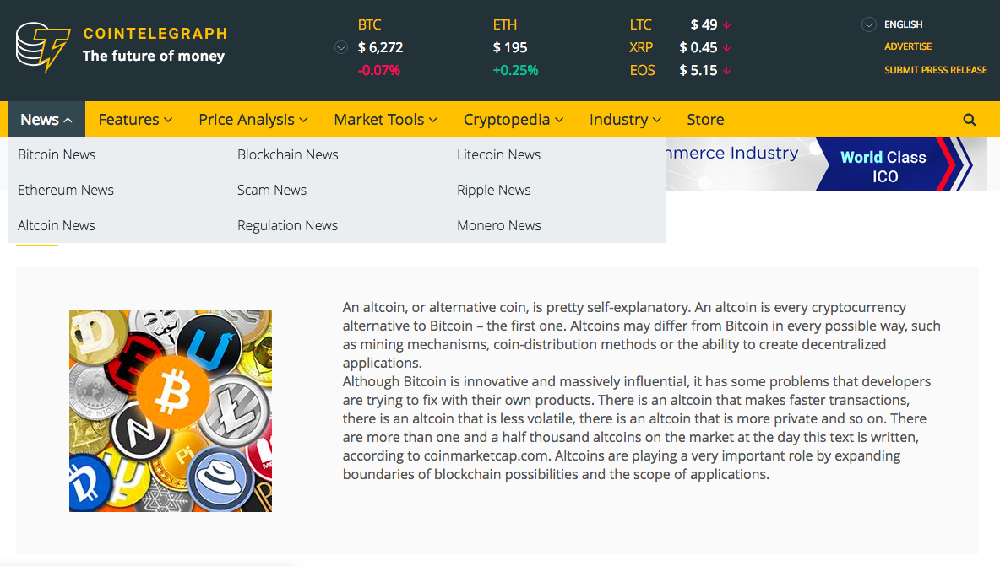 COINTELEGRAPH
The future of money
BTC
$ 6,272
-0.07%
ETH
$ 195
+0.25%
LTC $ 49
XRP $ 0.45
EOS $ 5.15
ENGLISH
ADVERTISE
SUBMIT PRESS RELEASE
News Features Price Analysis Market Tools Cryptopedia Industry Store
Bitcoin News Blockchain News Litecoin News
Ethereum News Scam News Ripple News
Altcoin News Regulation News Monero News
mmerce Industry
World Class
ICO
An altcoin, or alternative coin, is pretty self-explanatory. An altcoin is every cryptocurrency
alternative to Bitcoin – the first one. Altcoins may differ from Bitcoin in every possible way, such
as mining mechanisms, coin-distribution methods or the ability to create decentralized
applications.
Although Bitcoin is innovative and massively influential, it has some problems that developers
are trying to fix with their own products. There is an altcoin that makes faster transactions,
there is an altcoin that is less volatile, there is an altcoin that is more private and so on. There
are more than one and a half thousand altcoins on the market at the day this text is written,
according to coinmarketcap.com. Altcoins are playing a very important role by expanding
boundaries of blockchain possibilities and the scope of applications.